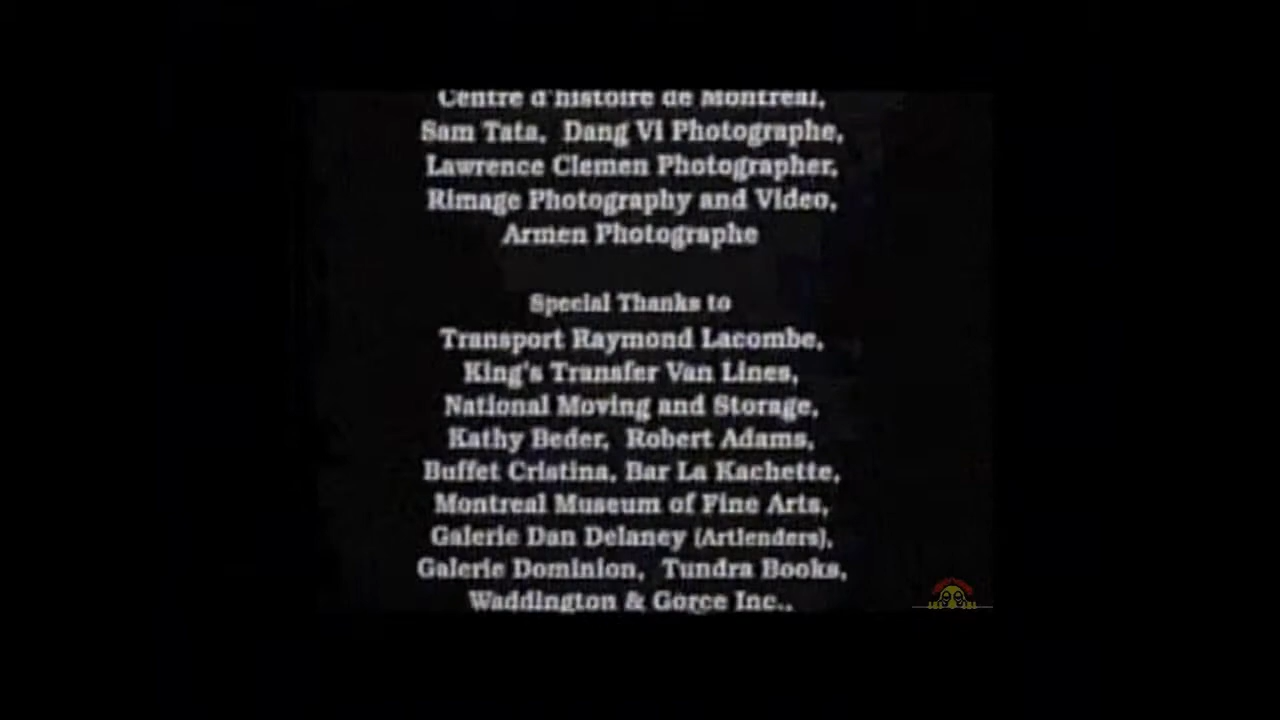 Centre d'histoire de Montreal,
Sam Tata, Dang Vi Photographe,
Lawrence Clemen Photographer,
Rimage Photography and Video,
Armen Photographe
Special Thanks to
Transport Raymond Lacombe,
King's Transfer Van Lines,
National Moving and Storage,
Kathy Beder, Robert Adams,
Buffet Cristina, Bar La Kachette,
Montreal Museum of Fine Arts,
Galerie Dan Delaney (Artlenders),
Galerie Dominion, Tundra Books,
Waddington & Gorce Inc.,